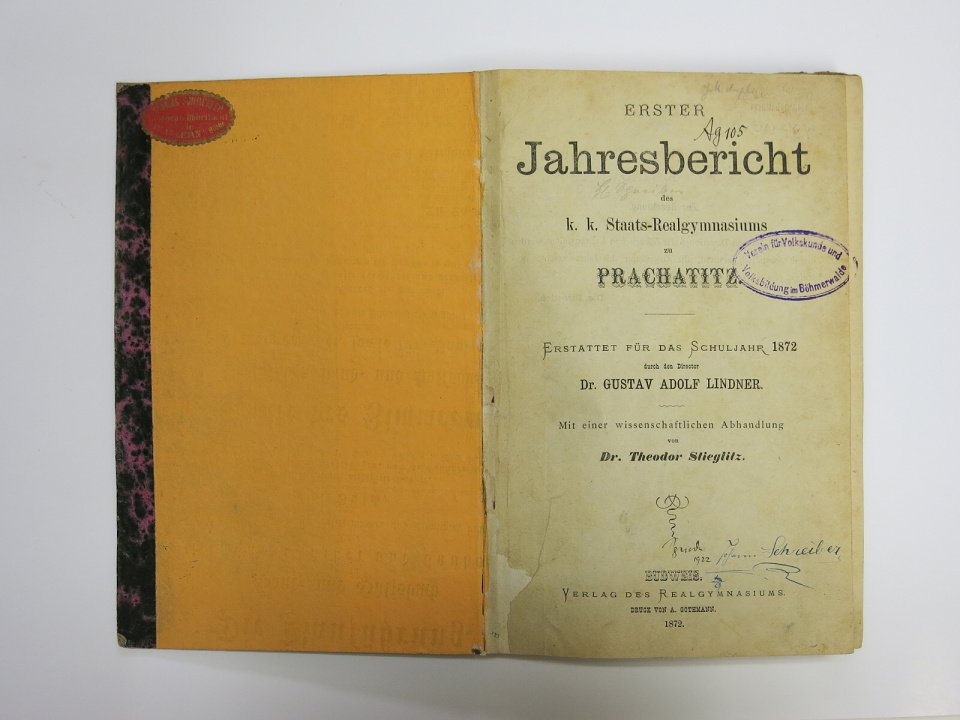 ERSTER
Ag 105
Jahresbericht
des
k. k. Staats-Realgymnasiums
zu
PRACHATITZ.
Verein für Volkskunde und
Volksbildung im Böhmerwalde
ERSTATTET FÜR DAS SCHULJAHR 1872
durch den Director
Dr. GUSTAV ADOLF LINDNER.
Mit einer wissenschaftlichen Abhandlung
von
Dr. Theodor Stieglitz.
1922 Johann Schreiber
BUDWEIS.
VERLAG DES REALGYMNASIUMS.
DRUCK VON A. GOTHMANN.
1872.